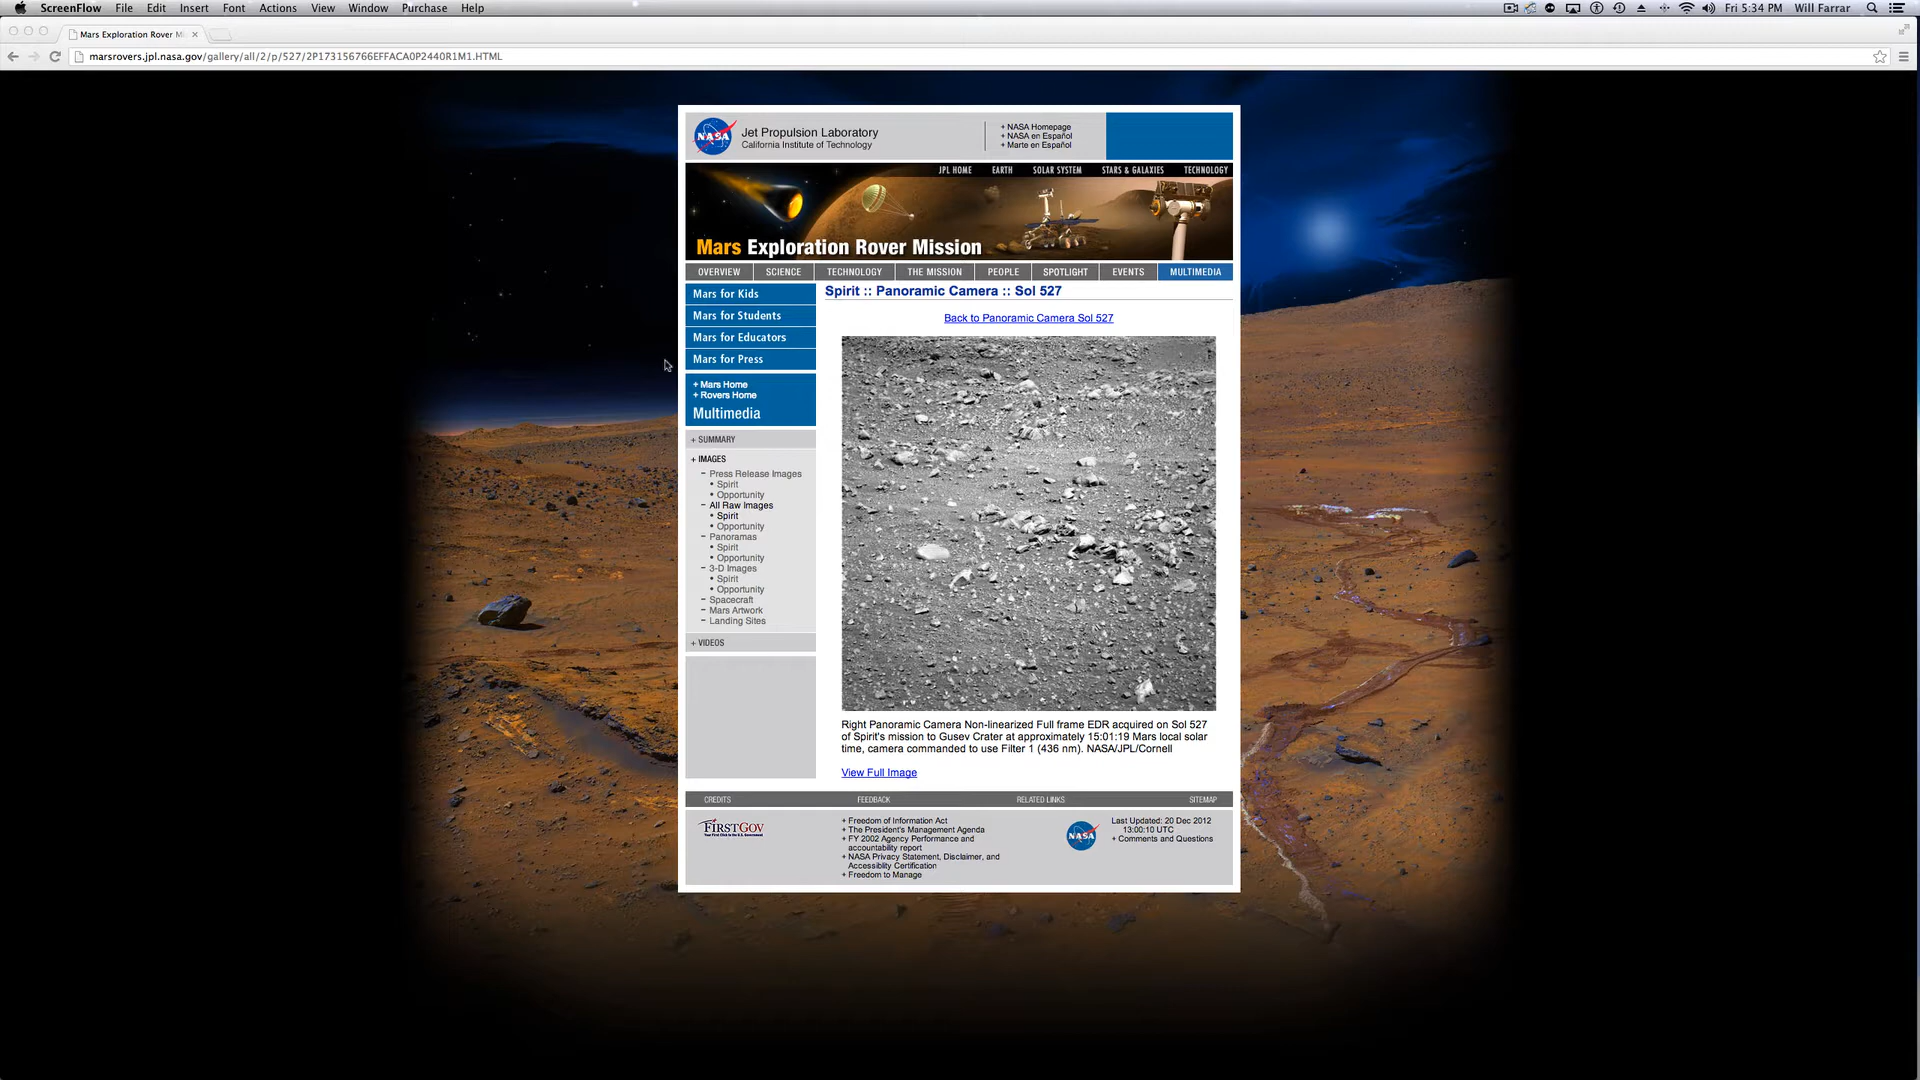 ScreenFlow File Edit Insert Font Actions View Window Purchase Help Fri 5:34 PM Will Farrar
Mars Exploration Rover M
marsrovers.jpl.nasa.gov/gallery/all/2/p/527/2P173156766EFFACA0P2440R1M1.HTML
NASA
Jet Propulsion Laboratory
California Institute of Technology
+ NASA Homepage
+ NASA en Español
+ Marte en Español
JPL HOME EARTH SOLAR SYSTEM STARS & GALAXIES TECHNOLOGY
Mars Exploration Rover Mission
OVERVIEW SCIENCE TECHNOLOGY THE MISSION PEOPLE SPOTLIGHT EVENTS MULTIMEDIA
Mars for Kids
Mars for Students
Mars for Educators
Mars for Press
+ Mars Home
+ Rovers Home
Multimedia
+ SUMMARY
+ IMAGES
– Press Release Images
• Spirit
• Opportunity
– All Raw Images
• Spirit
• Opportunity
– Panoramas
• Spirit
• Opportunity
– 3-D Images
• Spirit
• Opportunity
– Spacecraft
– Mars Artwork
– Landing Sites
+ VIDEOS
Spirit :: Panoramic Camera :: Sol 527
Back to Panoramic Camera Sol 527
Right Panoramic Camera Non-linearized Full frame EDR acquired on Sol 527
of Spirit's mission to Gusev Crater at approximately 15:01:19 Mars local solar
time, camera commanded to use Filter 1 (436 nm). NASA/JPL/Cornell
View Full Image
CREDITS FEEDBACK RELATED LINKS SITEMAP
FIRSTGOV
Your First Click to the U.S. Government
+ Freedom of Information Act
+ The President's Management Agenda
+ FY 2002 Agency Performance and
accountability report
+ NASA Privacy Statement, Disclaimer, and
Accessiblity Certification
+ Freedom to Manage
NASA
Last Updated: 20 Dec 2012
13:00:10 UTC
+ Comments and Questions